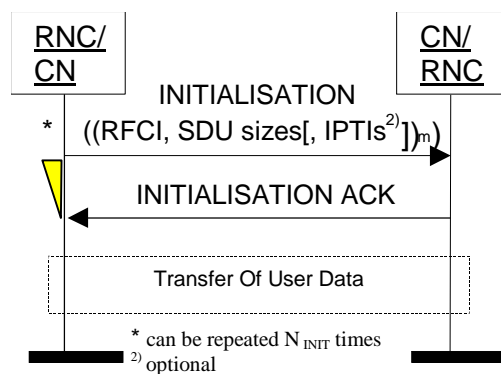 RNC/
CN
CN/
RNC
INITIALISATION
* ((RFCI, SDU sizes[, IPTIs2)])m)
INITIALISATION ACK
Transfer Of User Data
* can be repeated N INIT times
2) optional